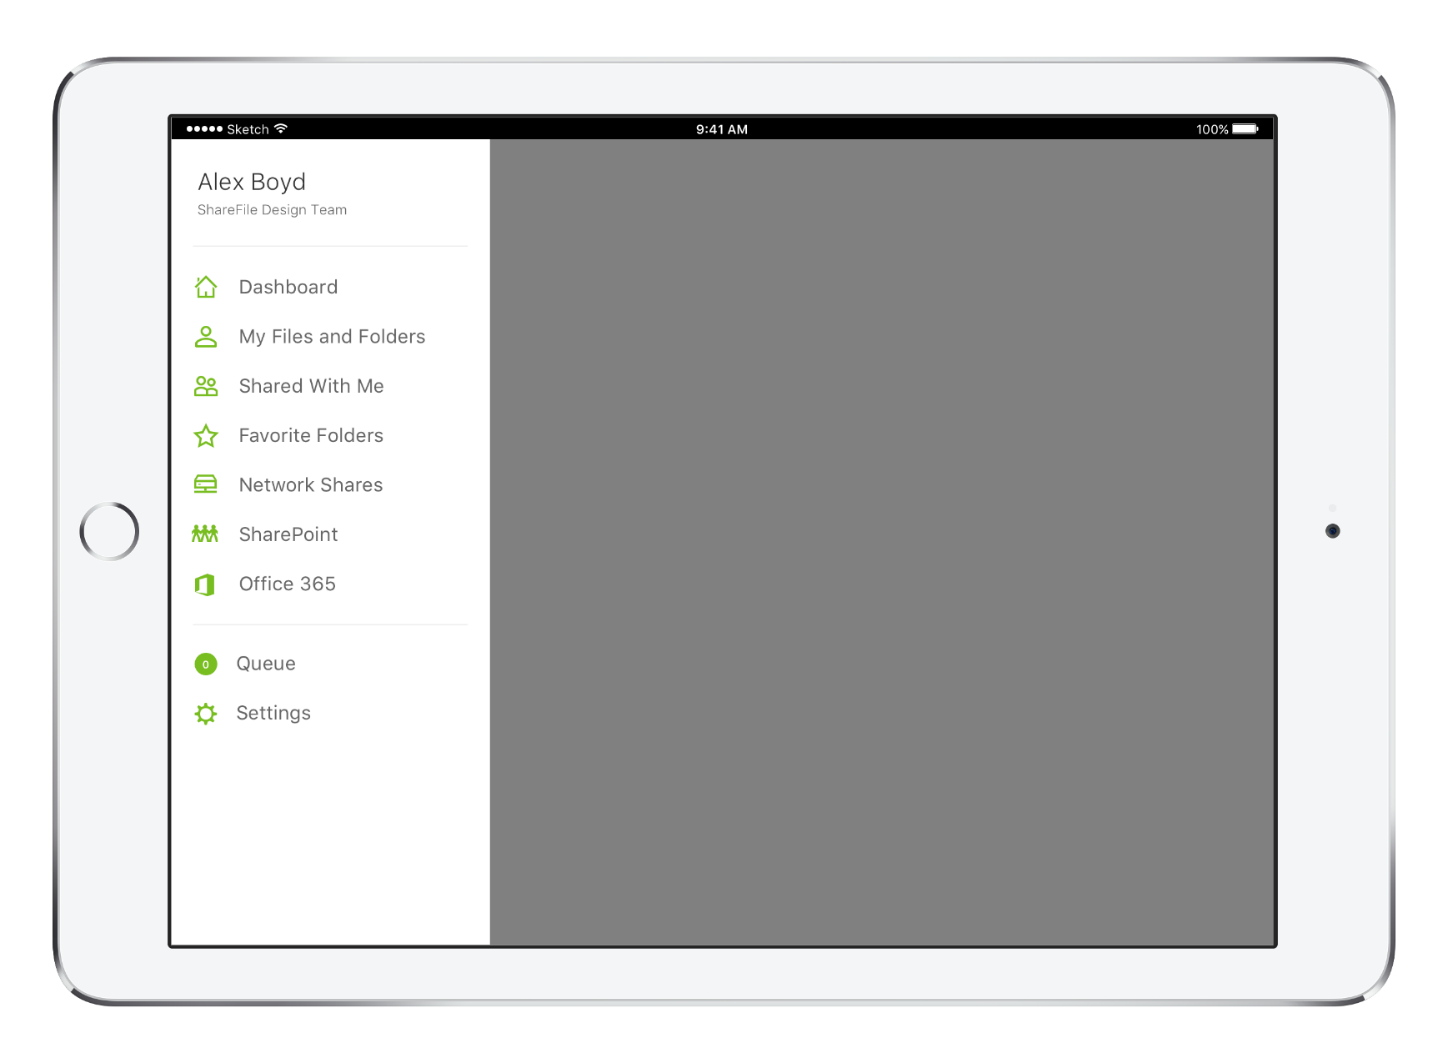 Sketch 9:41 AM 100%
Alex Boyd
ShareFile Design Team
Dashboard
My Files and Folders
Shared With Me
Favorite Folders
Network Shares
SharePoint
Office 365
0 Queue
Settings